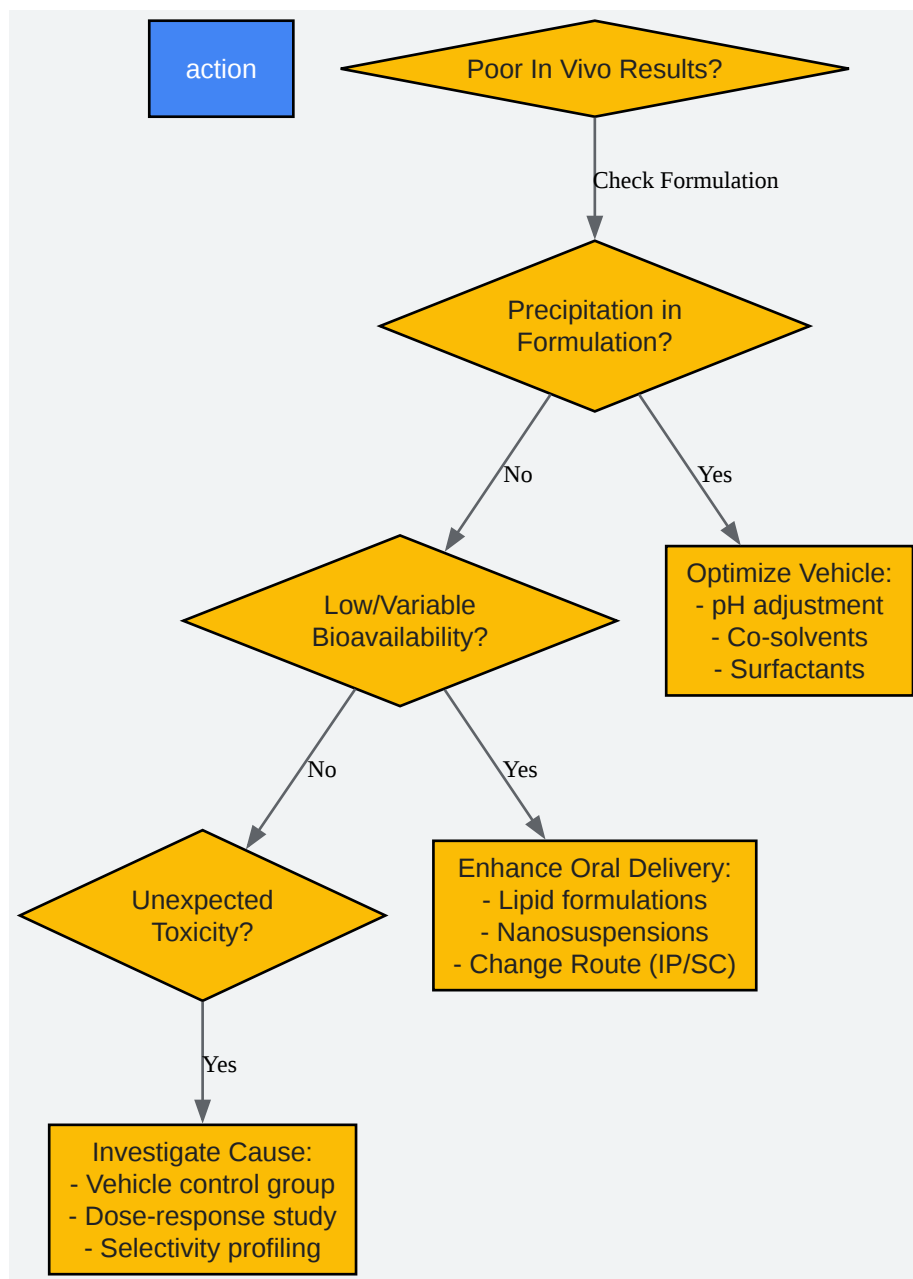 action
Poor In Vivo Results?
Check Formulation
Precipitation in
Formulation?
No
Yes
Low/Variable
Bioavailability?
Optimize Vehicle:
- pH adjustment
- Co-solvents
- Surfactants
No
Yes
Unexpected
Toxicity?
Enhance Oral Delivery:
- Lipid formulations
- Nanosuspensions
- Change Route (IP/SC)
Yes
Investigate Cause:
- Vehicle control group
- Dose-response study
- Selectivity profiling